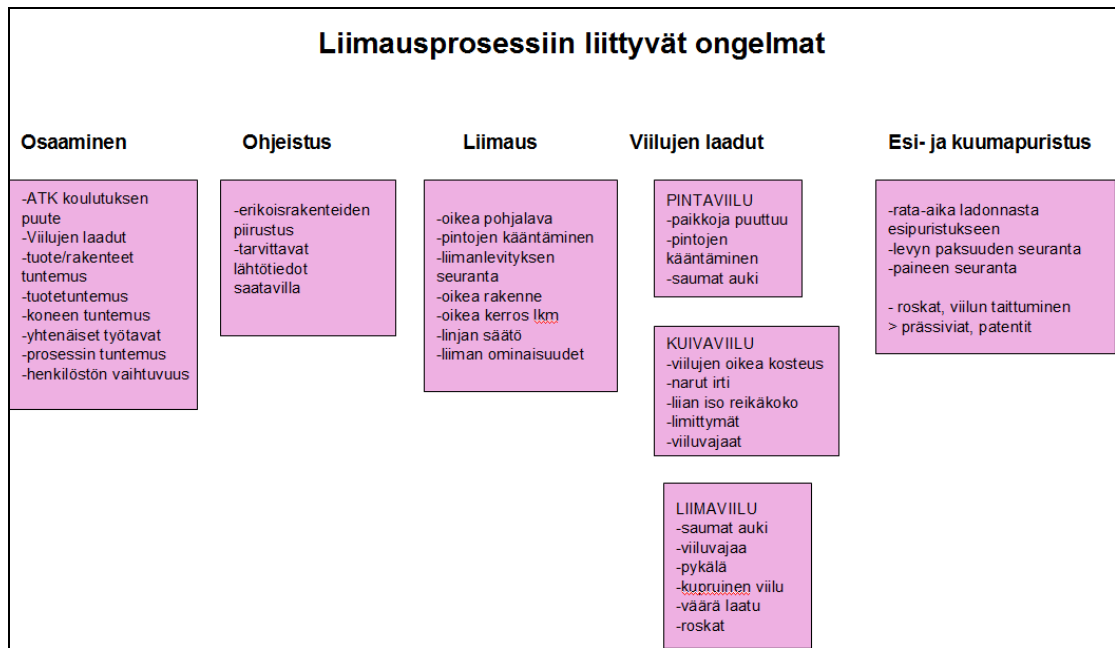 Liimausprosessiin liittyvät ongelmat
Osaaminen
-ATK koulutuksen
puute
-Viilujen laadut
-tuote/rakenteet
tuntemus
-tuotetuntemus
-koneen tuntemus
-yhtenäiset työtavat
-prosessin tuntemus
-henkilöstön vaihtuvuus
Ohjeistus
-erikoisrakenteiden
piirustus
-tarvittavat
lähtötiedot
saatavilla
Liimaus
-oikea pohjalava
-pintojen kääntäminen
-liimanlevityksen
seuranta
-oikea rakenne
-oikea kerros lkm
-linjan säätö
-liiman ominaisuudet
Viilujen laadut
PINTAVIILU
-paikkoja puuttuu
-pintojen
kääntäminen
-saumat auki
KUIVAVIILU
-viilujen oikea kosteus
-narut irti
-liian iso reikäkoko
-limittymät
-viiluvajaat
LIIMAVIILU
-saumat auki
-viiluvajaa
-pykälä
-kupruinen viilu
-väärä laatu
-roskat
Esi- ja kuumapuristus
-rata-aika ladonnasta
esipuristukseen
-levyn paksuuden seuranta
-paineen seuranta
- roskat, viilun taittuminen
> prässiviat, patentit